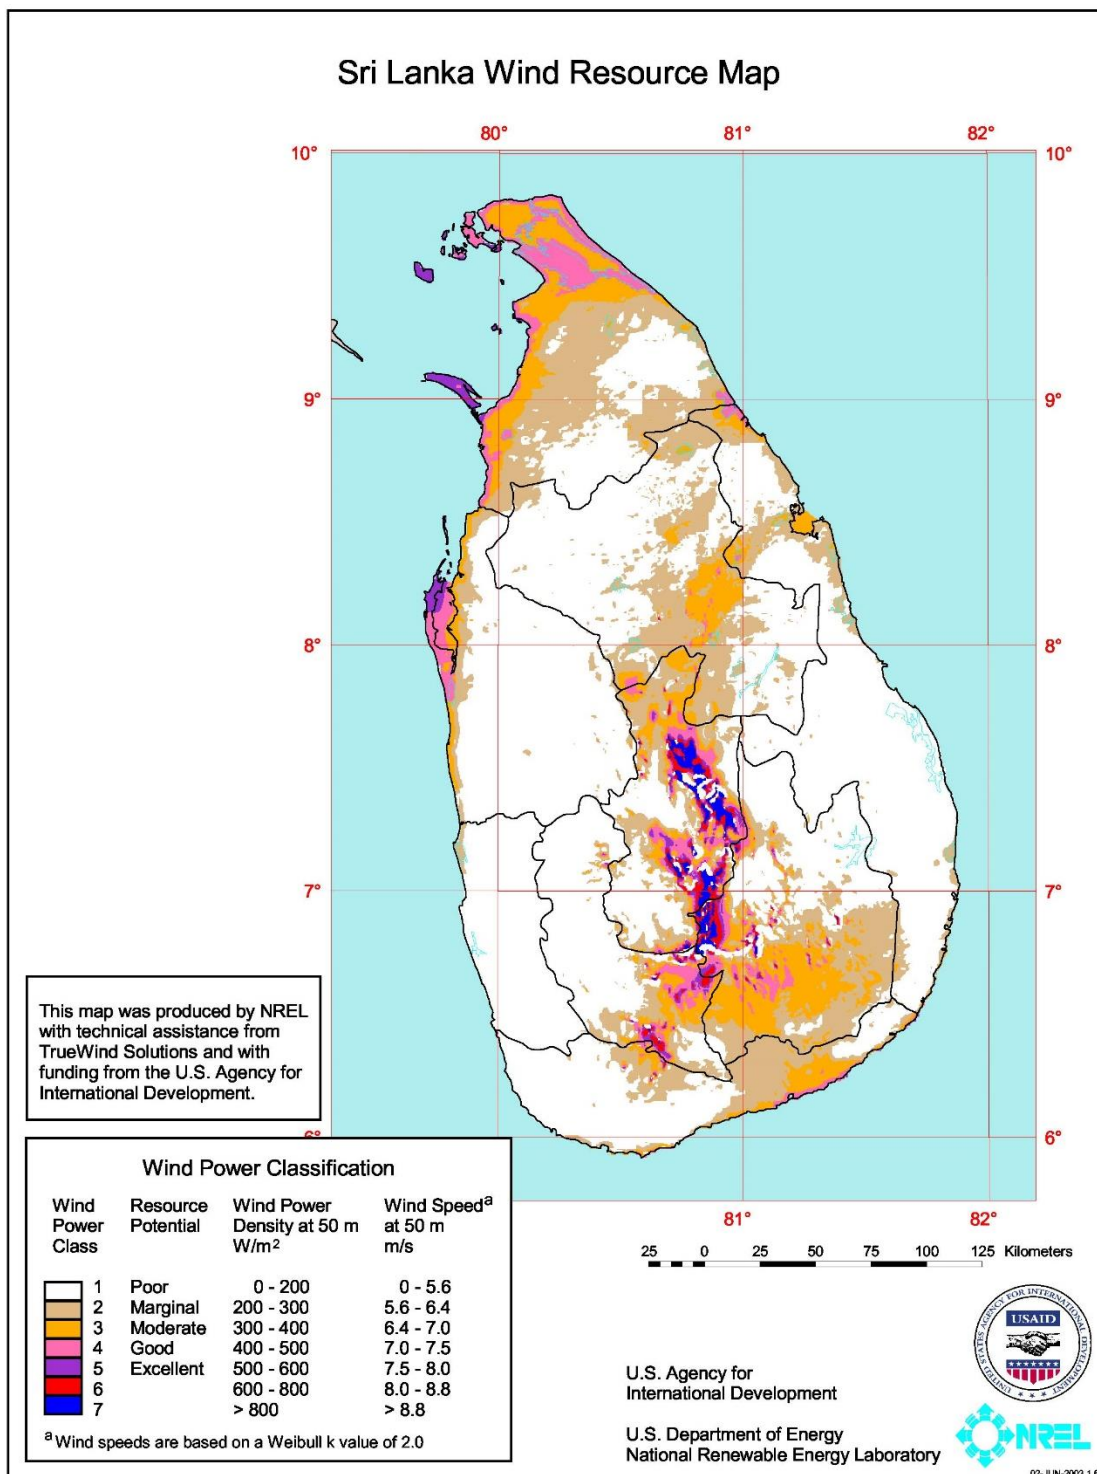 Sri Lanka Wind Resource Map
80° 81° 82°
10° 10°
9° 9°
8° 8°
7° 7°
6° 6°
81° 82°
This map was produced by NREL
with technical assistance from
TrueWind Solutions and with
funding from the U.S. Agency for
International Development.
Wind Power Classification
Wind Power Class Resource Potential Wind Power Density at 50 m W/m² Wind Speedᵃ at 50 m m/s
1 Poor 0 - 200 0 - 5.6
2 Marginal 200 - 300 5.6 - 6.4
3 Moderate 300 - 400 6.4 - 7.0
4 Good 400 - 500 7.0 - 7.5
5 Excellent 500 - 600 7.5 - 8.0
6 600 - 800 8.0 - 8.8
7 > 800 > 8.8
ᵃ Wind speeds are based on a Weibull k value of 2.0
25 0 25 50 75 100 125 Kilometers
U.S. Agency for
International Development
UNITED STATES AGENCY FOR INTERNATIONAL DEVELOPMENT
USAID
U.S. Department of Energy
National Renewable Energy Laboratory
NREL